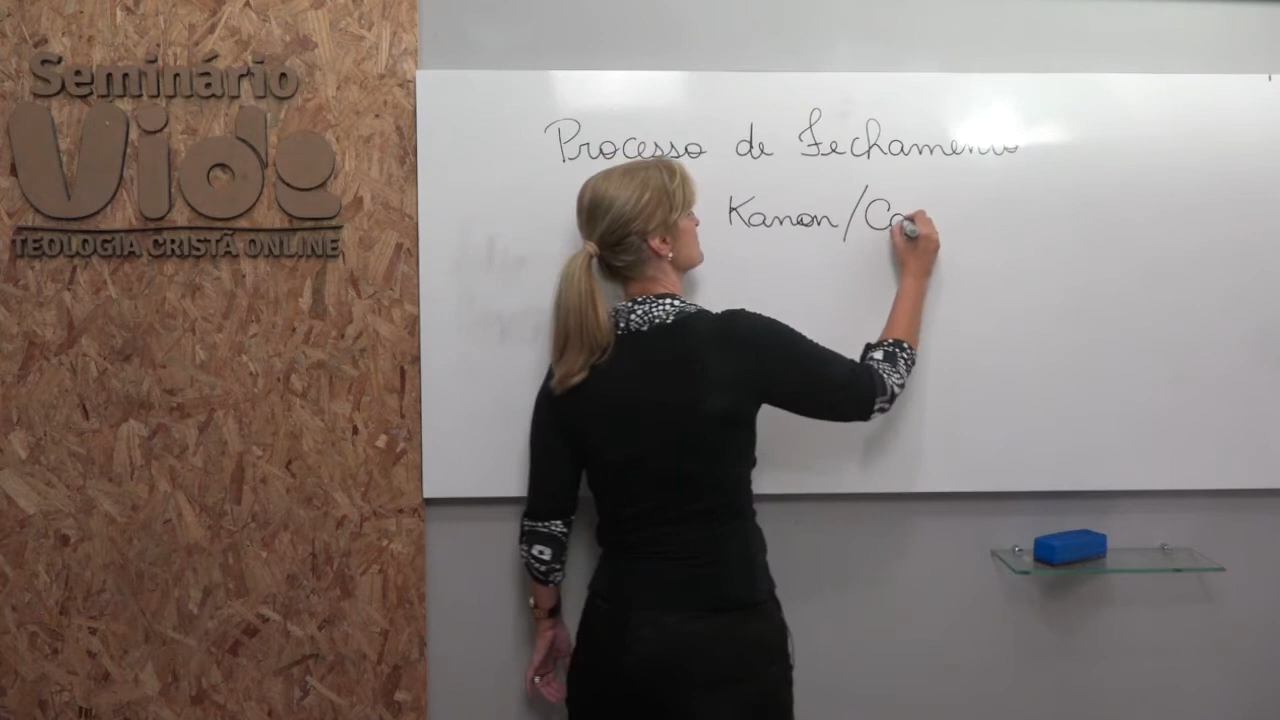 Seminário
Vida
TEOLOGIA CRISTÃ ONLINE
Processo de Fechamento
Kanon/Ca